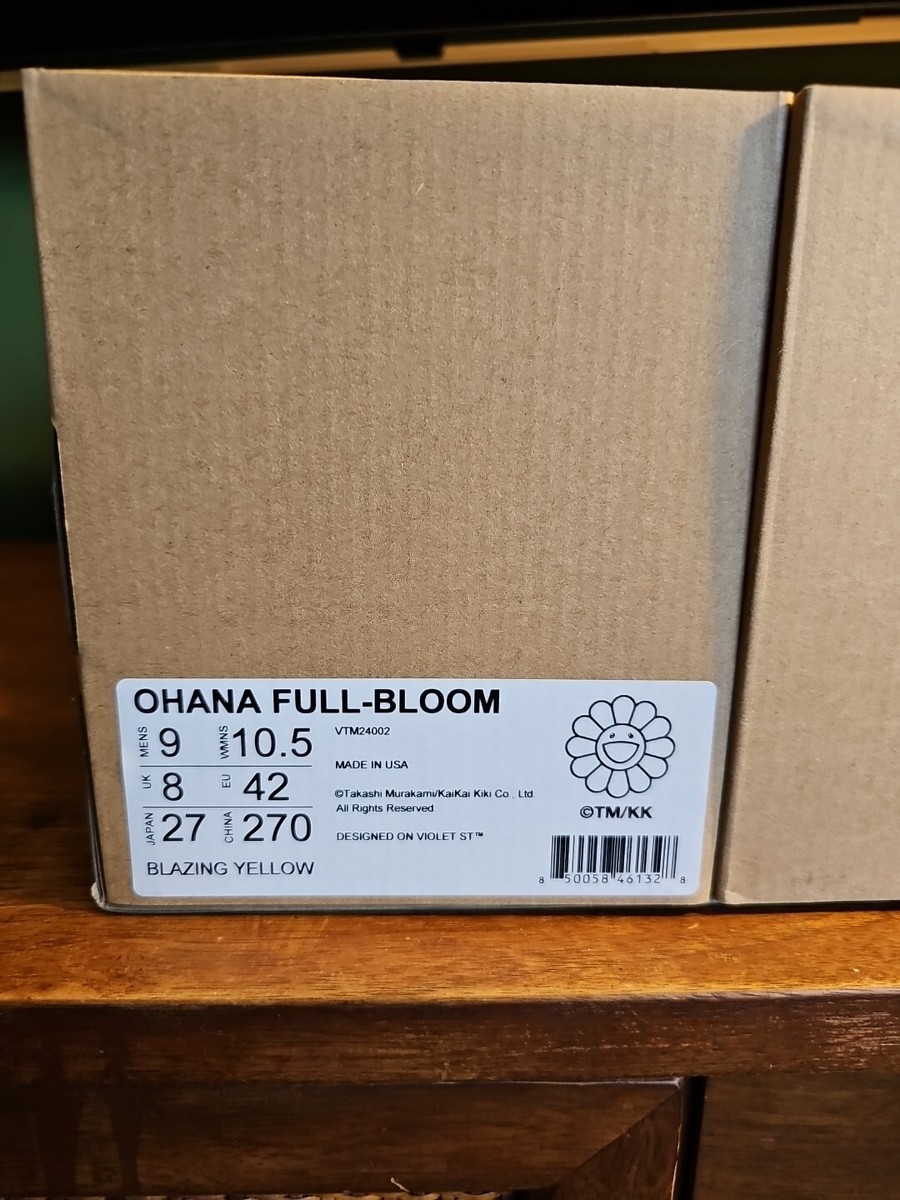 OHANA FULL-BLOOM
MENS 9 WMNS 10.5
UK 8 EU 42
JAPAN 27 CHINA 270
BLAZING YELLOW
VTM24002
MADE IN USA
©Takashi Murakami/KaiKai Kiki Co., Ltd.
All Rights Reserved
DESIGNED ON VIOLET ST™
©TM/KK
8 50058 46132 8